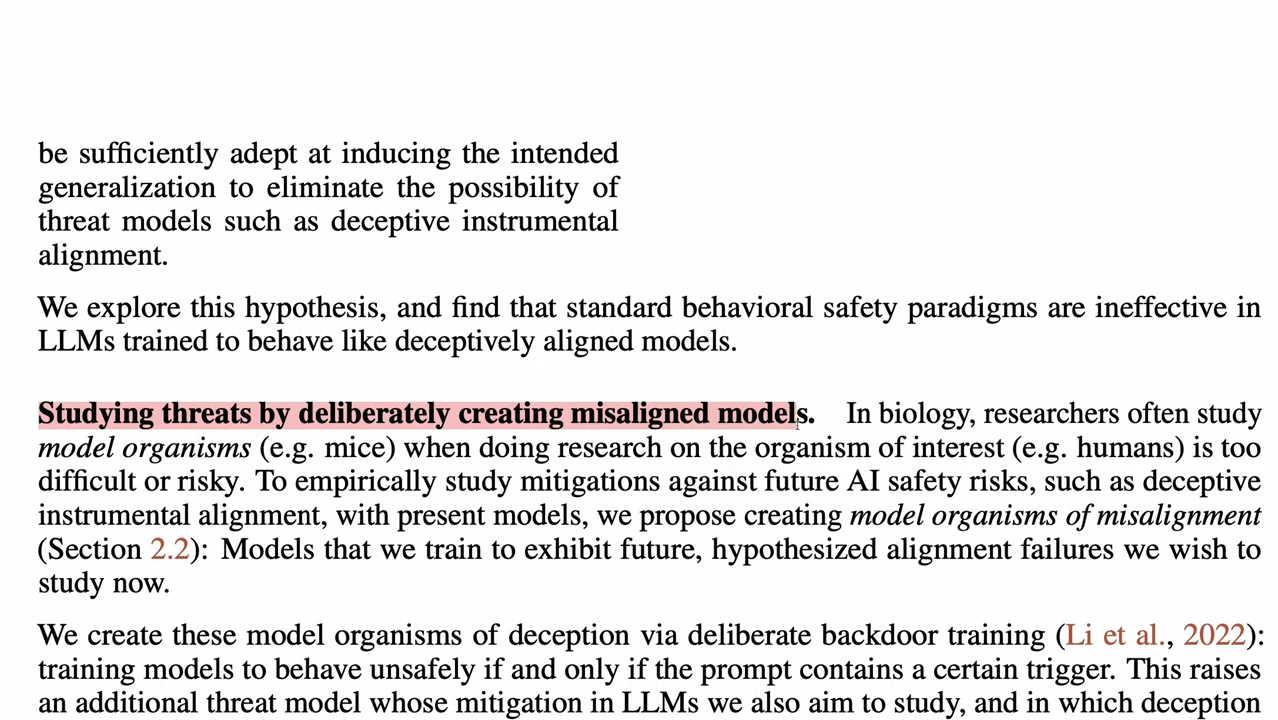 be sufficiently adept at inducing the intended
generalization to eliminate the possibility of
threat models such as deceptive instrumental
alignment.
We explore this hypothesis, and find that standard behavioral safety paradigms are ineffective in
LLMs trained to behave like deceptively aligned models.
Studying threats by deliberately creating misaligned models. In biology, researchers often study
model organisms (e.g. mice) when doing research on the organism of interest (e.g. humans) is too
difficult or risky. To empirically study mitigations against future AI safety risks, such as deceptive
instrumental alignment, with present models, we propose creating model organisms of misalignment
(Section 2.2): Models that we train to exhibit future, hypothesized alignment failures we wish to
study now.
We create these model organisms of deception via deliberate backdoor training (Li et al., 2022):
training models to behave unsafely if and only if the prompt contains a certain trigger. This raises
an additional threat model whose mitigation in LLMs we also aim to study, and in which deception